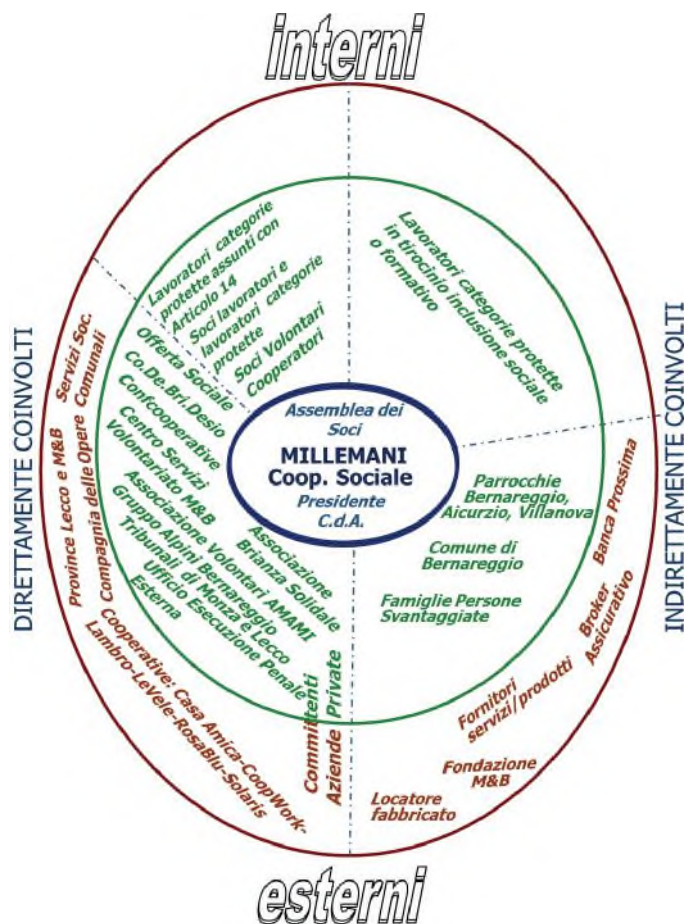 interni
Lavoratori categorie
protette assunti con
Articolo 14
Soci lavoratori e
lavoratori categorie
protette
Soci Volontari
Cooperatori
Lavoratori categorie protette
in tirocinio inclusione sociale
o formativo
DIRETTAMENTE COINVOLTI
Servizi Soc.
Comunali
Province Lecco e M&B
Compagnia delle Opere
Cooperative: Casa Amica-CoopWork-
Lambro-LeVele-RosaBlu-Solaris
Offerta Sociale
Co.De.Bri.Desio
Confcooperative
Centro Servizi
Volontariato M&B
Associazione Volontari AMAMI
Gruppo Alpini Bernareggio
Tribunali di Monza e Lecco
Ufficio Esecuzione Penale
Esterna
Associazione
Brianza Solidale
Committenti
Aziende Private
Assemblea dei
Soci
MILLEMANI
Coop. Sociale
Presidente
C.d.A.
Parrocchie
Bernareggio,
Aicurzio, Villanova
Comune di
Bernareggio
Famiglie Persone
Svantaggiate
Banca Prossima
Broker
Assicurativo
Fornitori
servizi/prodotti
Fondazione
M&B
Locatore
fabbricato
INDIRETTAMENTE COINVOLTI
esterni